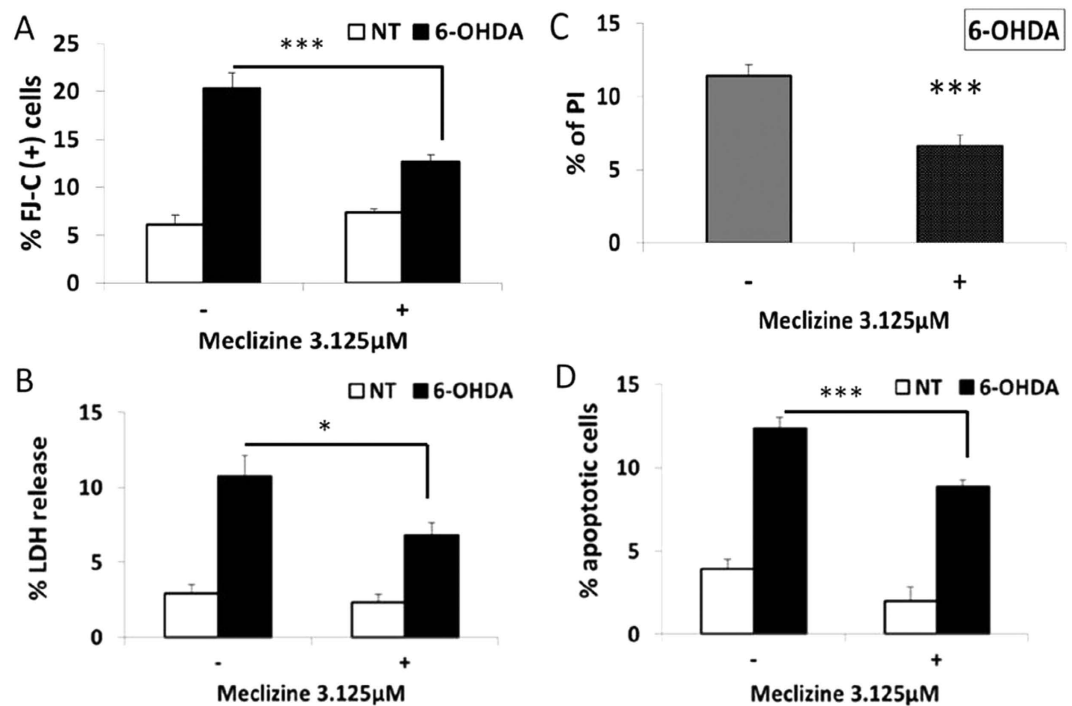 A
NT 6-OHDA
25
20
15
10
5
0
% FJ-C (+) cells
***
- +
Meclizine 3.125µM
C
6-OHDA
15
10
5
0
% of PI
***
- +
Meclizine 3.125µM
B
NT 6-OHDA
15
10
5
0
% LDH release
*
- +
Meclizine 3.125µM
D
NT 6-OHDA
15
10
5
0
% apoptotic cells
***
- +
Meclizine 3.125µM